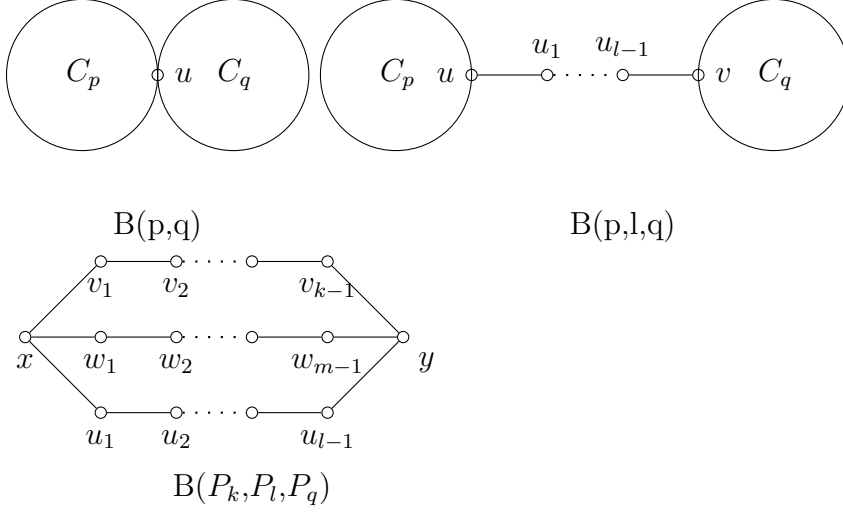 C_p u C_q C_p u u_1 u_{l−1} v C_q
B(p,q) B(p,l,q)
v_1 v_2 v_{k−1}
x w_1 w_2 w_{m−1} y
u_1 u_2 u_{l−1}
B(P_k,P_l,P_q)